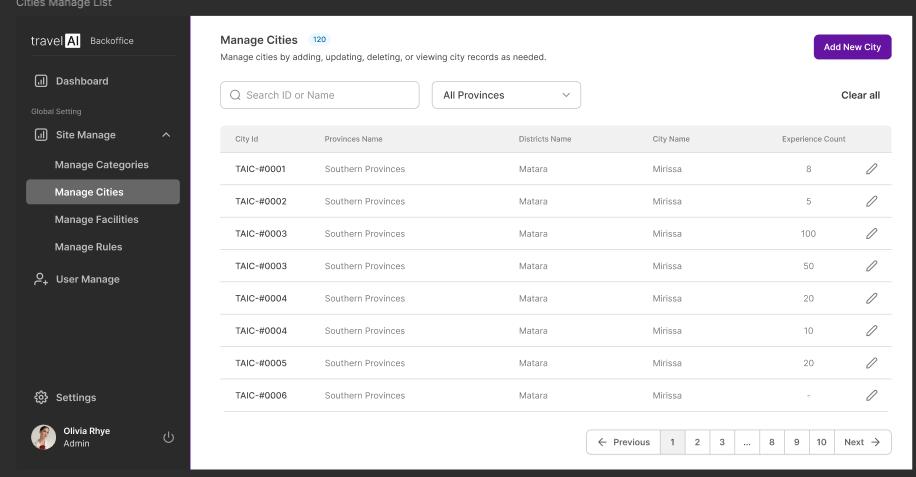 Cities Manage List
travel AI Backoffice
Dashboard
Global Setting
Site Manage
Manage Categories
Manage Cities
Manage Facilities
Manage Rules
User Manage
Settings
Olivia Rhye
Admin
Manage Cities 120
Manage cities by adding, updating, deleting, or viewing city records as needed.
Add New City
Search ID or Name
All Provinces
Clear all
City Id Provinces Name Districts Name City Name Experience Count
TAIC-#0001 Southern Provinces Matara Mirissa 8
TAIC-#0002 Southern Provinces Matara Mirissa 5
TAIC-#0003 Southern Provinces Matara Mirissa 100
TAIC-#0003 Southern Provinces Matara Mirissa 50
TAIC-#0004 Southern Provinces Matara Mirissa 20
TAIC-#0004 Southern Provinces Matara Mirissa 10
TAIC-#0005 Southern Provinces Matara Mirissa 20
TAIC-#0006 Southern Provinces Matara Mirissa -
Previous 1 2 3 ... 8 9 10 Next